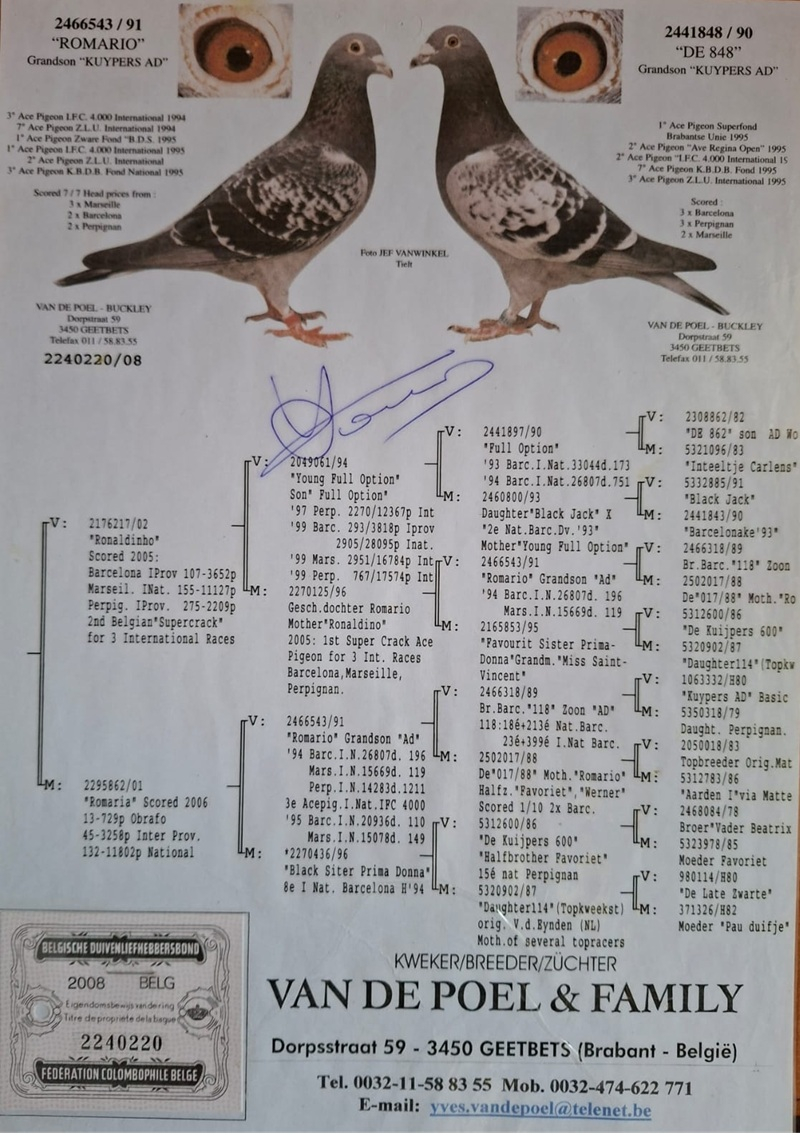 2466543 / 91
"ROMARIO"
Grandson "KUYPERS AD"
2441848 / 90
"DE 848"
Grandson "KUYPERS AD"
3° Ace Pigeon I.F.C. 4.000 International 1994
7° Ace Pigeon Z.L.U. International 1994
1° Ace Pigeon Zware Fond "B.D.S. 1995
1° Ace Pigeon I.F.C. 4.000 International 1995
2° Ace Pigeon Z.L.U. International
3° Ace Pigeon K.B.D.B. Fond National 1995
Scored 7 / 7 Head prices from :
3 x Marseille
2 x Barcelona
2 x Perpignan
1° Ace Pigeon Superfond
Brabantse Unie 1995
2° Ace Pigeon "Ave Regina Open" 1995
2° Ace Pigeon "I.F.C. 4.000 International 15
7° Ace Pigeon K.B.D.B. Fond 1995
3° Ace Pigeon Z.L.U. International 1995
Scored :
3 x Barcelona
3 x Perpignan
2 x Marseille
Foto JEF VANWINKEL
Tielt
VAN DE POEL - BUCKLEY
Dorpstraat 59
3450 GEETBETS
Telefax 011 / 58.83.55
2240220/08
VAN DE POEL - BUCKLEY
Dorpstraat 59
3450 GEETBETS
Telefax 011 / 58.83.55
V: 2176217/02
"Ronaldinho"
Scored 2005:
Barcelona IProv 107-3652p
Marseil. INat. 155-11127p
Perpig. IProv. 275-2209p
2nd Belgian"Supercrack"
for 3 International Races
M: 2295862/01
"Romaria" Scored 2006
13-729p Obrafo
45-3258p Inter Prov.
132-11802p National
V: 2049061/94
"Young Full Option"
Son" Full Option"
'97 Perp. 2270/12367p Int
'99 Barc. 293/3818p Iprov
2905/28095p Inat.
'99 Mars. 2951/16784p Int
'99 Perp. 767/17574p Int
M: 2270125/96
Gesch.dochter Romario
Mother"Ronaldino"
2005: 1st Super Crack Ace
Pigeon for 3 Int. Races
Barcelona,Marseille,
Perpignan.
V: 2466543/91
"Romario" Grandson "Ad"
'94 Barc.I.N.26807d. 196
Mars.I.N.15669d. 119
Perp.I.N.14283d.1211
3e Acepig.I.Nat.IFC 4000
'95 Barc.I.N.20936d. 110
Mars.I.N.15078d. 149
M: *2270436/96
"Black Siter Prima Donna"
8e I Nat. Barcelona H'94
V: 2441897/90
"Full Option"
'93 Barc.I.Nat.33044d.173
'94 Barc.I.Nat.26807d.751
M: 2460800/93
Daughter"Black Jack" X
"2e Nat.Barc.Dv.'93"
Mother"Young Full Option"
V: 2466543/91
"Romario" Grandson "Ad"
'94 Barc.I.N.26807d. 196
Mars.I.N.15669d. 119
M: 2165853/95
"Favourit Sister Prima-
Donna"Grandm."Miss Saint-
Vincent"
V: 2466318/89
Br.Barc."118" Zoon "AD"
118:18é+213é Nat.Barc.
23é+399é I.Nat Barc.
M: 2502017/88
De"017/88" Moth."Romario"
Halfz."Favoriet","Werner"
Scored 1/10 2x Barc.
V: 5312600/86
"De Kuijpers 600"
"Halfbrother Favoriet"
15é nat Perpignan
M: 5320902/87
"Daughter114"(Topkweekst)
orig. V.d.Eynden (NL)
Moth.of several topracers
V: 2308862/82
"DE 862" son AD Wo
M: 5321096/83
"Inteeltje Carlens"
V: 5332885/91
"Black Jack"
M: 2441843/90
"Barcelonake'93"
V: 2466318/89
Br.Barc."118" Zoon
M: 2502017/88
De"017/88" Moth."Ro
V: 5312600/86
"De Kuijpers 600"
M: 5320902/87
"Daughter114"(Topkw
V: 1063332/H80
"Kuypers AD" Basic
M: 5350318/79
Daught. Perpignan.
V: 2050018/83
Topbreeder Orig.Mat
M: 5312783/86
"Aarden I"via Matte
V: 2468084/78
Broer"Vader Beatrix
M: 5323978/85
Moeder Favoriet
V: 980114/H80
"De Late Zwarte"
M: 371326/H82
Moeder "Pau duifje"
BELGISCHE DUIVENLIEFHEBBERSBOND
2008 BELG
Eigendomsbewijs van de ring
Titre de propriété de la bague
2240220
FEDERATION COLOMBOPHILE BELGE
KWEKER/BREEDER/ZÜCHTER
VAN DE POEL & FAMILY
Dorpsstraat 59 - 3450 GEETBETS (Brabant - België)
Tel. 0032-11-58 83 55 Mob. 0032-474-622 771
E-mail: yves.vandepoel@telenet.be